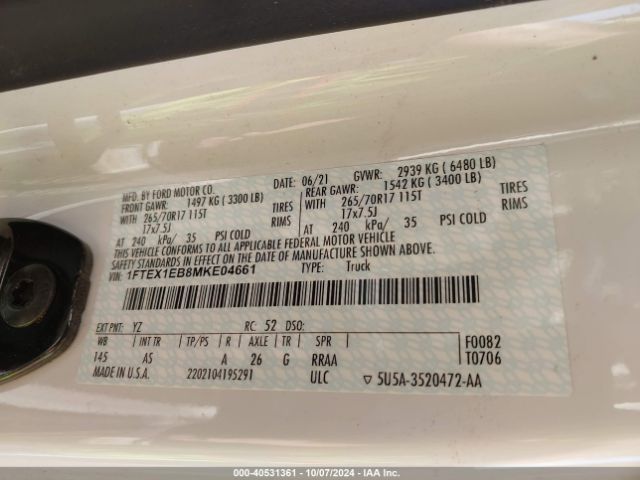 MFD. BY FORD MOTOR CO.
DATE: 06/21 GVWR: 2939 KG ( 6480 LB)
FRONT GAWR: 1497 KG ( 3300 LB)
REAR GAWR: 1542 KG ( 3400 LB)
WITH 265/70R17 115T TIRES
WITH 265/70R17 115T TIRES
17x7.5J RIMS
17x7.5J RIMS
AT 240 kPa/ 35 PSI COLD
AT 240 kPa/ 35 PSI COLD
THIS VEHICLE CONFORMS TO ALL APPLICABLE FEDERAL MOTOR VEHICLE
SAFETY STANDARDS IN EFFECT ON THE DATE OF MANUFACTURE SHOWN ABOVE.
VIN: 1FTEX1EB8MKE04661
TYPE: Truck
EXT PNT: YZ RC: 52 DSO:
WB INT TR TP/PS R AXLE TR SPR
F0082
145 AS A 26 G RRAA
T0706
MADE IN U.S.A. 2202104195291 ULC
5U5A-3520472-AA
000-40531361 | 10/07/2024 | IAA Inc.